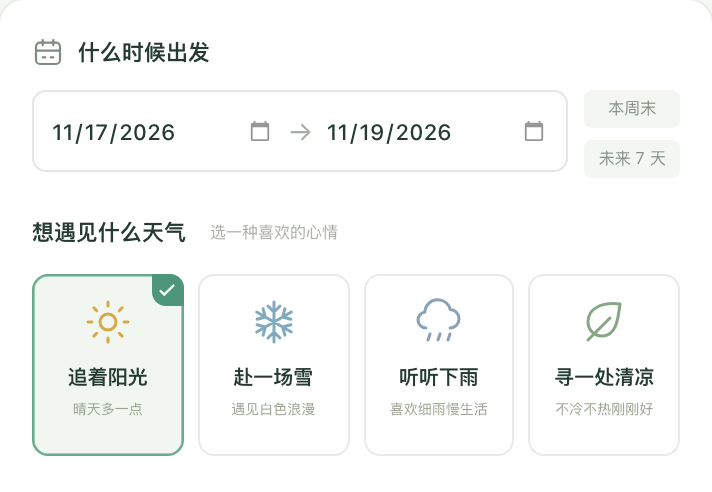 什么时候出发
11/17/2026 → 11/19/2026
本周末
未来 7 天
想遇见什么天气 选一种喜欢的心情
追着阳光
晴天多一点
赴一场雪
遇见白色浪漫
听听下雨
喜欢细雨慢生活
寻一处清凉
不冷不热刚刚好